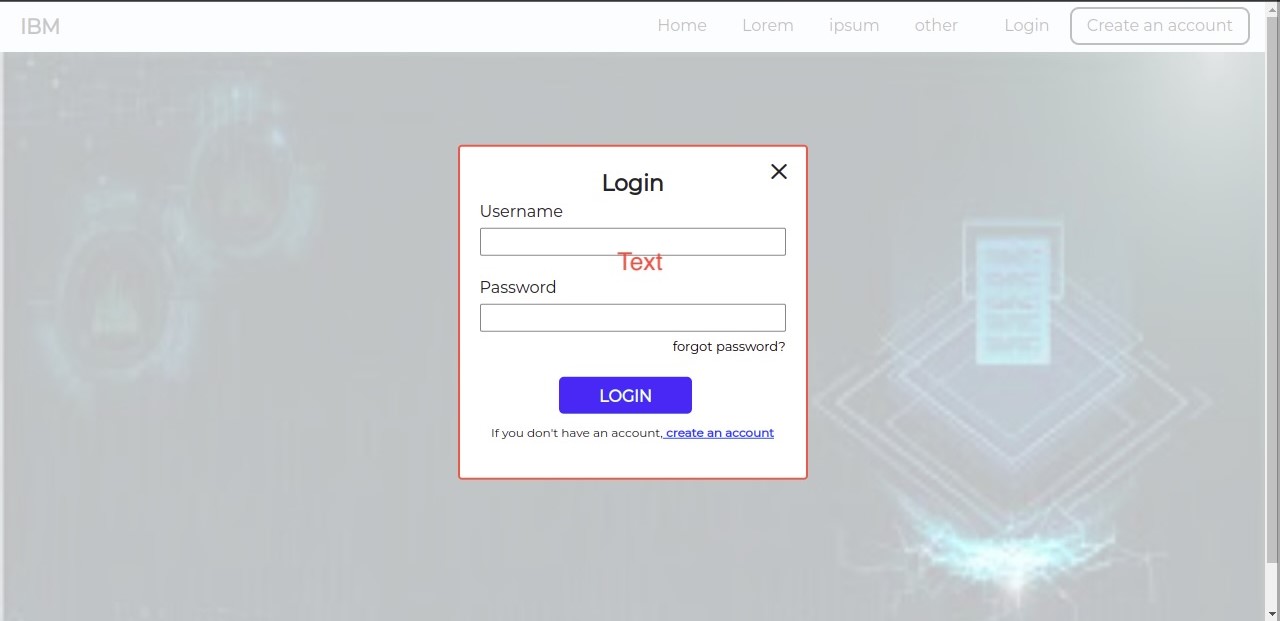 IBM Home Lorem ipsum other Login Create an account
Login
Username
Text
Password
forgot password?
LOGIN
If you don't have an account, create an account